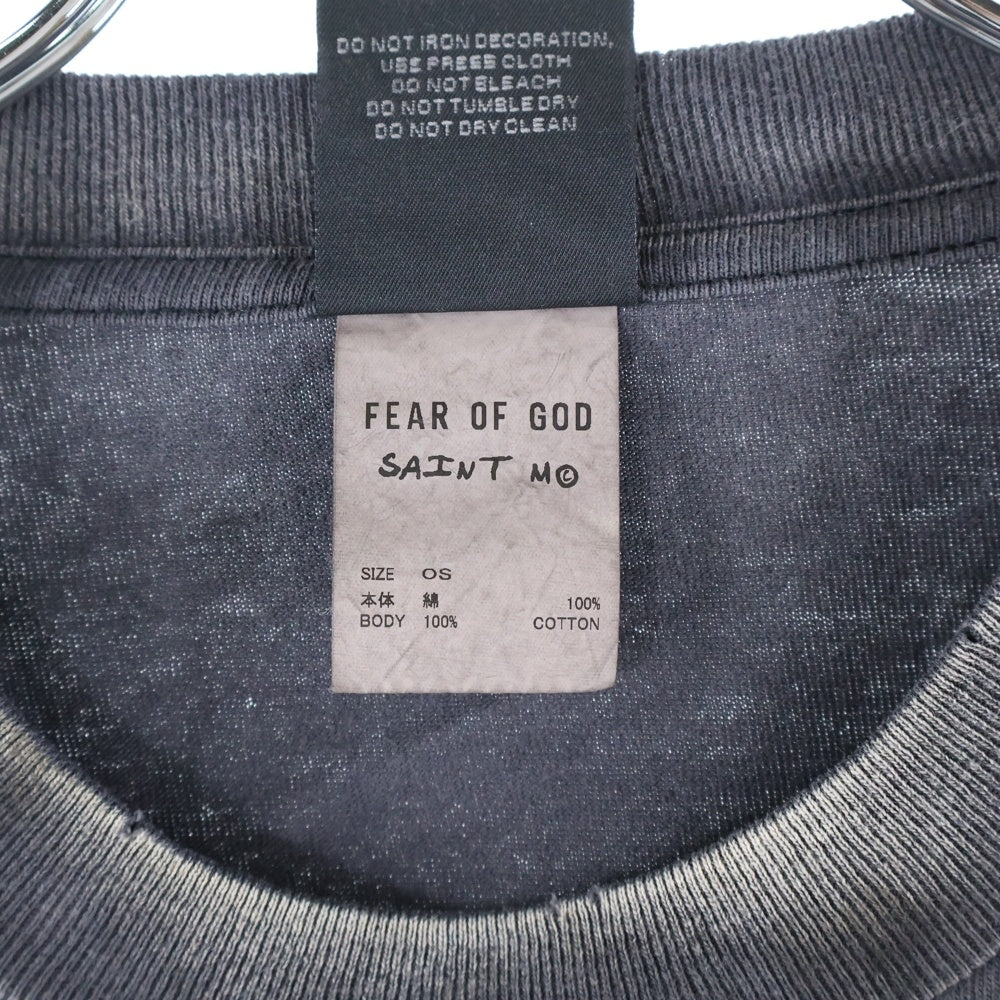 DO NOT IRON DECORATION,
USE PRESS CLOTH
DO NOT BLEACH
DO NOT TUMBLE DRY
DO NOT DRY CLEAN
FEAR OF GOD
SAINT M©
SIZE OS
本体 綿 100%
BODY 100% COTTON